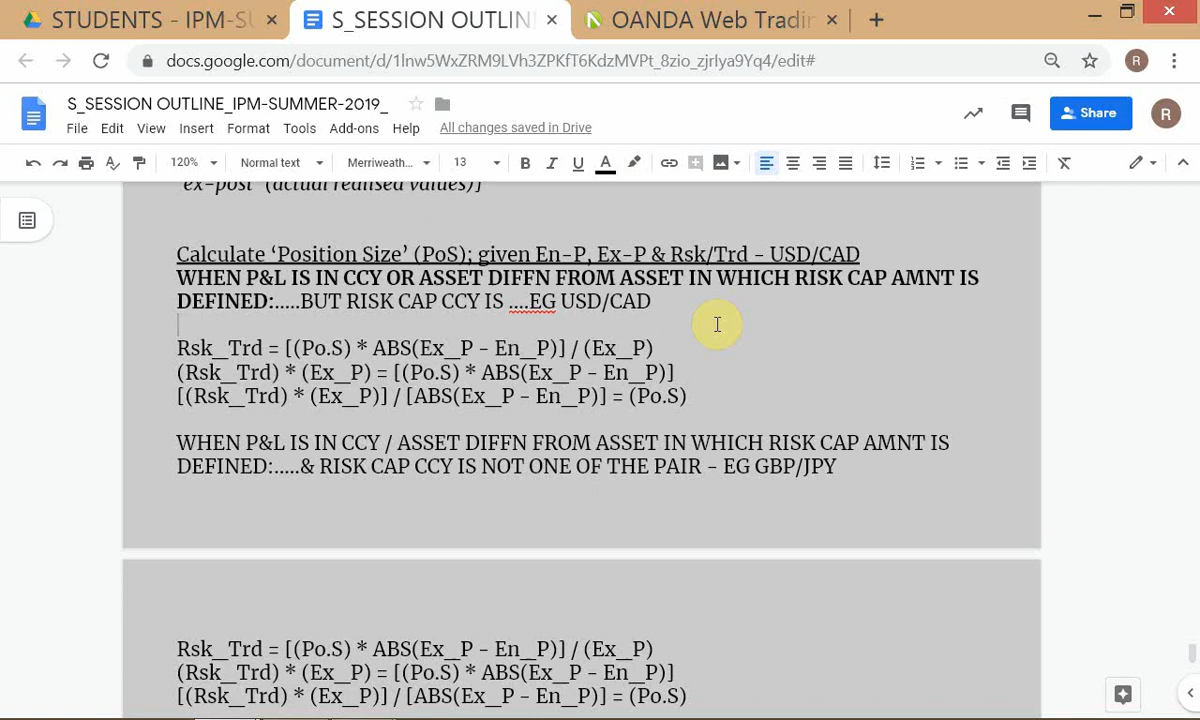 STUDENTS - IPM-SU
S_SESSION OUTLIN
OANDA Web Tradin
docs.google.com/document/d/1lnw5WxZRM9LVh3ZPKfT6KdzMVPt_8zio_zjrIya9Yq4/edit#
R
S_SESSION OUTLINE_IPM-SUMMER-2019_
File Edit View Insert Format Tools Add-ons Help All changes saved in Drive
Share
R
120% Normal text Merriweath... 13 B I U A
"ex-post" (actual realised values)]
Calculate ‘Position Size’ (PoS); given En-P, Ex-P & Rsk/Trd - USD/CAD
WHEN P&L IS IN CCY OR ASSET DIFFN FROM ASSET IN WHICH RISK CAP AMNT IS
DEFINED:.....BUT RISK CAP CCY IS ....EG USD/CAD
Rsk_Trd = [(Po.S) * ABS(Ex_P - En_P)] / (Ex_P)
(Rsk_Trd) * (Ex_P) = [(Po.S) * ABS(Ex_P - En_P)]
[(Rsk_Trd) * (Ex_P)] / [ABS(Ex_P - En_P)] = (Po.S)
WHEN P&L IS IN CCY / ASSET DIFFN FROM ASSET IN WHICH RISK CAP AMNT IS
DEFINED:.....& RISK CAP CCY IS NOT ONE OF THE PAIR - EG GBP/JPY
Rsk_Trd = [(Po.S) * ABS(Ex_P - En_P)] / (Ex_P)
(Rsk_Trd) * (Ex_P) = [(Po.S) * ABS(Ex_P - En_P)]
[(Rsk_Trd) * (Ex_P)] / [ABS(Ex_P - En_P)] = (Po.S)